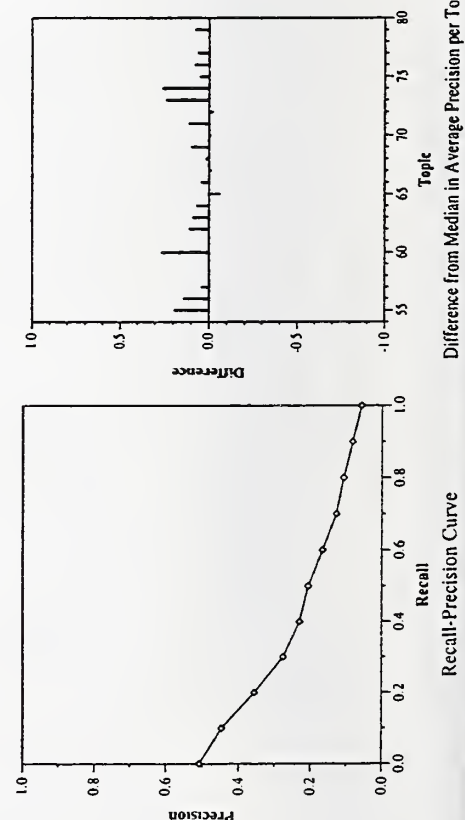 1.0
0.8
0.6
0.4
0.2
0.0
Precision
0.0 0.2 0.4 0.6 0.8 1.0
Recall
Recall-Precision Curve
1.0
0.5
0.0
-0.5
-1.0
Difference
55 60 65 70 75 80
Topic
Difference from Median in Average Precision per To